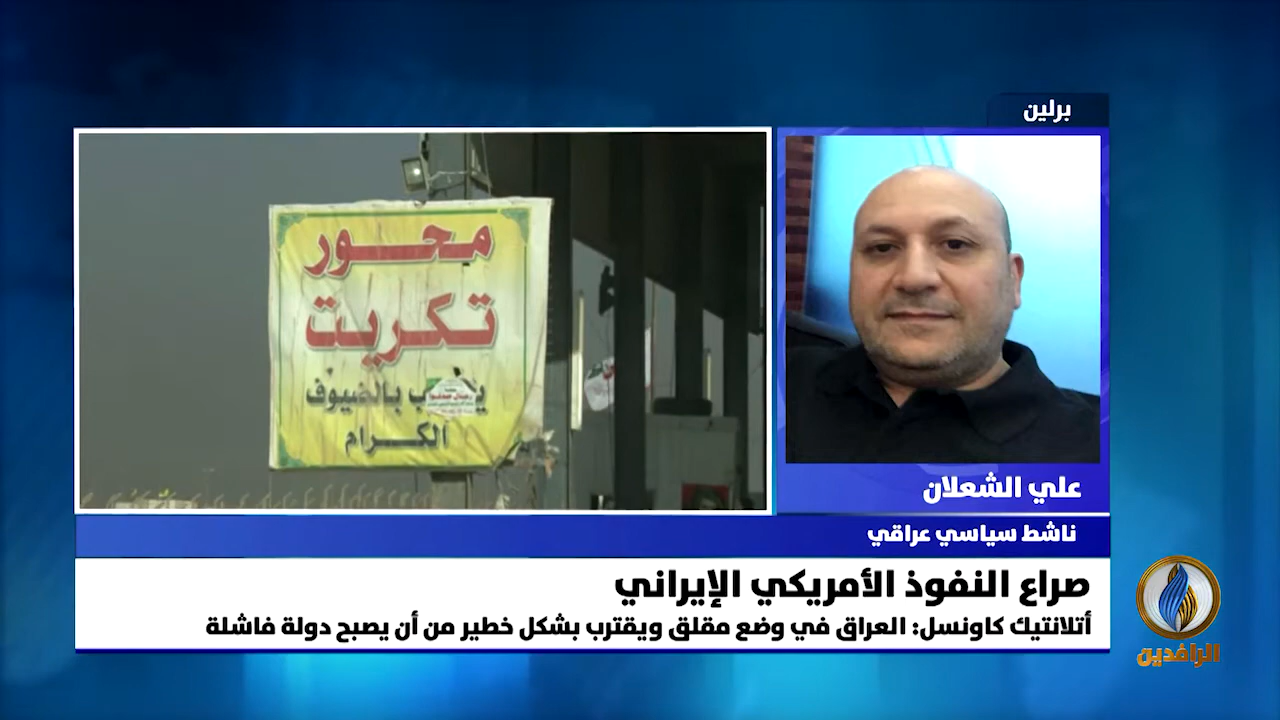 برلين
محور
تكريت
بالضيوف
الكرام
علي الشعلان
ناشط سياسي عراقي
صراع النفوذ الأمريكي الإيراني
أتلانتيك كاونسل: العراق في وضع مقلق ويقترب بشكل خطير من أن يصبح دولة فاشلة
الرافدين